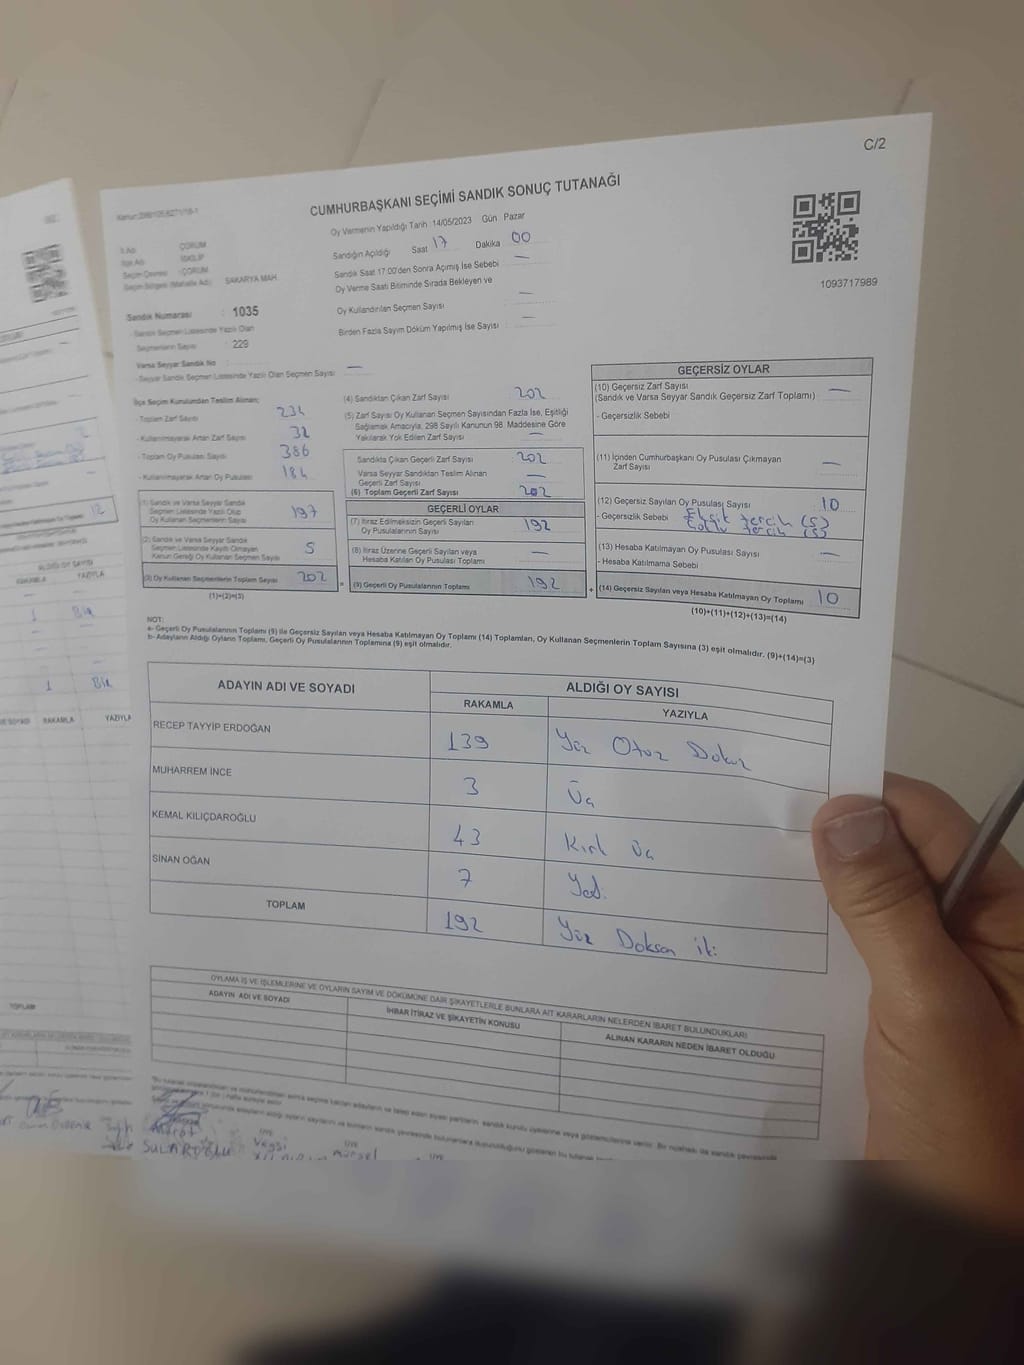 C/2
CUMHURBAŞKANI SEÇİMİ SANDIK SONUÇ TUTANAĞI
1093717989
İl Adı : ÇORUM
İlçe Adı : İSKİLİP
Seçim Çevresi : ÇORUM
Seçim Bölgesi (Mahalle Adı) : SAKARYA MAH.
Sandık Numarası : 1035
- Sandık Seçmen Listesinde Yazılı Olan
Seçmenlerin Sayısı : 229
Varsa Seyyar Sandık No
- Seyyar Sandık Seçmen Listesinde Yazılı Olan Seçmen Sayısı : —
Oy Vermenin Yapıldığı Tarih : 14/05/2023 Gün : Pazar
Sandığın Açıldığı Saat 17 Dakika 00
Sandık Saat 17:00'den Sonra Açımış İse Sebebi : —
Oy Verme Saati Bitiminde Sırada Bekleyen ve
Oy Kullandırılan Seçmen Sayısı : —
Birden Fazla Sayım Döküm Yapılmış İse Sayısı : —
İlçe Seçim Kurulundan Teslim Alınan;
- Toplam Zarf Sayısı 234
- Kullanılmayarak Artan Zarf Sayısı 32
- Toplam Oy Pusulası Sayısı 386
- Kullanılmayarak Artan Oy Pusulası 184
(1) Sandık ve Varsa Seyyar Sandık
Seçmen Listesinde Yazılı Olup
Oy Kullanan Seçmenlerin Sayısı 197
(2) Sandık ve Varsa Seyyar Sandık
Seçmen Listesinde Kaydı Olmayan
Kanun Gereği Oy Kullanan Seçmen Sayısı 5
(3) Oy Kullanan Seçmenlerin Toplam Sayısı 202
(1)+(2)=(3)
(4) Sandıktan Çıkan Zarf Sayısı 202
(5) Zarf Sayısı Oy Kullanan Seçmen Sayısından Fazla İse, Eşitliği
Sağlamak Amacıyla, 298 Sayılı Kanunun 98. Maddesine Göre
Yakılarak Yok Edilen Zarf Sayısı —
Sandıkta Çıkan Geçerli Zarf Sayısı 202
Varsa Seyyar Sandıktan Teslim Alınan
Geçerli Zarf Sayısı —
(6) Toplam Geçerli Zarf Sayısı 202
GEÇERLİ OYLAR
(7) İtiraz Edilmeksizin Geçerli Sayılan
Oy Pusulalarının Sayısı 192
(8) İtiraz Üzerine Geçerli Sayılan veya
Hesaba Katılan Oy Pusulası Toplamı —
= (9) Geçerli Oy Pusulalarının Toplamı 192
GEÇERSİZ OYLAR
(10) Geçersiz Zarf Sayısı
(Sandık ve Varsa Seyyar Sandık Geçersiz Zarf Toplamı) —
- Geçersizlik Sebebi
(11) İçinden Cumhurbaşkanı Oy Pusulası Çıkmayan
Zarf Sayısı —
(12) Geçersiz Sayılan Oy Pusulası Sayısı 10
- Geçersizlik Sebebi Eksik tercih (5)
tercih (5)
(13) Hesaba Katılmayan Oy Pusulası Sayısı —
- Hesaba Katılmama Sebebi
+ (14) Geçersiz Sayılan veya Hesaba Katılmayan Oy Toplamı 10
(10)+(11)+(12)+(13)=(14)
NOT:
a- Geçerli Oy Pusulalarının Toplamı (9) ile Geçersiz Sayılan veya Hesaba Katılmayan Oy Toplamı (14) Toplamları, Oy Kullanan Seçmenlerin Toplam Sayısına (3) eşit olmalıdır. (9)+(14)=(3)
b- Adayların Aldığı Oyların Toplamı, Geçerli Oy Pusulalarının Toplamına (9) eşit olmalıdır.
ADAYIN ADI VE SOYADI ALDIĞI OY SAYISI
RAKAMLA YAZIYLA
RECEP TAYYİP ERDOĞAN 139 Yüz Otuz Dokuz
MUHARREM İNCE 3 Üç
KEMAL KILIÇDAROĞLU 43 Kırk Üç
SİNAN OĞAN 7 Yedi
TOPLAM 192 Yüz Doksan iki
OYLAMA İŞ VE İŞLEMLERİNE VE OYLARIN SAYIM VE DÖKÜMÜNE DAİR ŞİKAYETLERLE BUNLARA AİT KARARLARIN NELERDEN İBARET BULUNDUKLARI
ADAYIN ADI VE SOYADI İHBAR İTİRAZ VE ŞİKAYETİN KONUSU ALINAN KARARIN NEDEN İBARET OLDUĞU
ÜYE
Veysi
ÜYE
Mürsel
ÜYE
12
ALDIĞI OY SAYISI
RAKAMLA YAZIYLA
1 Bir
1 Bir
RAKAMLA YAZIYLA
TOPLAM